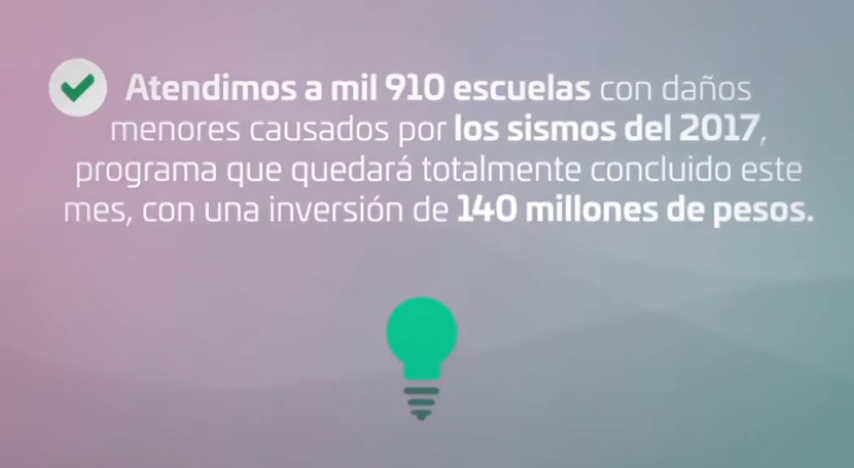 Atendimos a mil 910 escuelas con daños
menores causados por los sismos del 2017,
programa que quedará totalmente concluido este
mes, con una inversión de 140 millones de pesos.